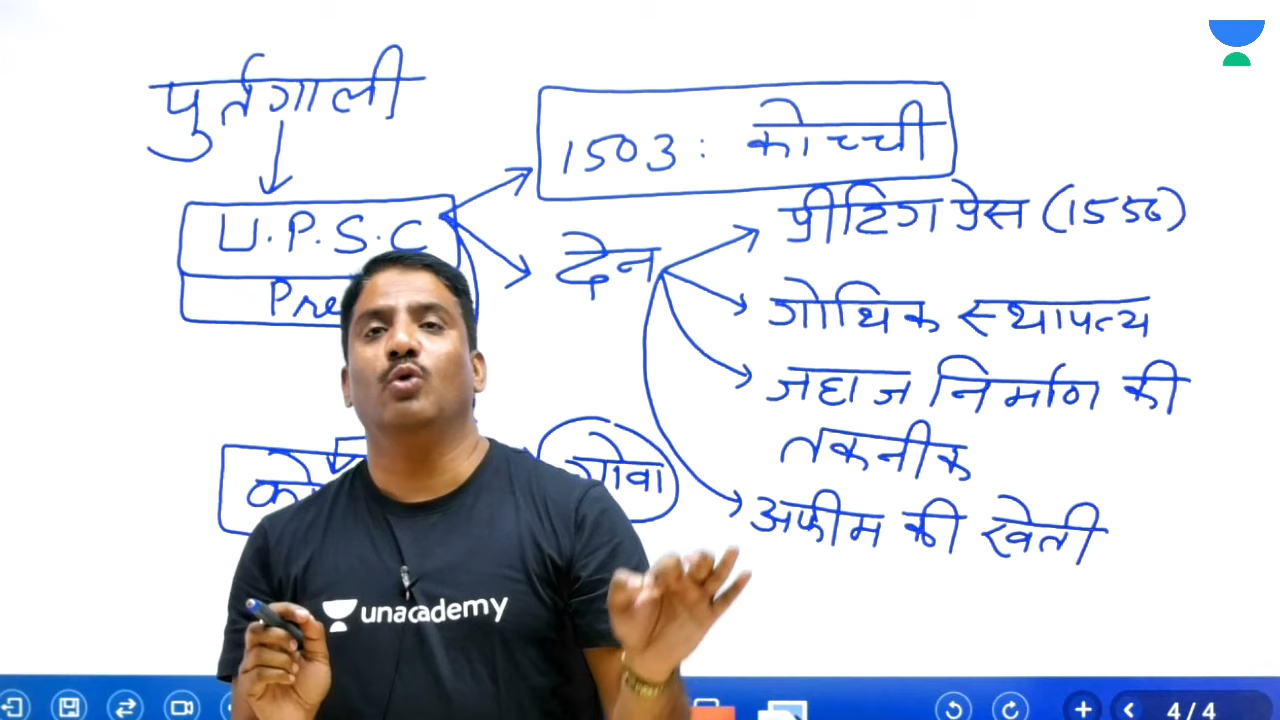 पुर्तगाली
1503: कोच्ची
U.P.S.C
Pre
देन
प्रींटिंग प्रेस (1556)
गोथिक स्थापत्य
जहाज निर्माण की
तकनीक
अफीम की खेती
गोवा
unacademy
4/4